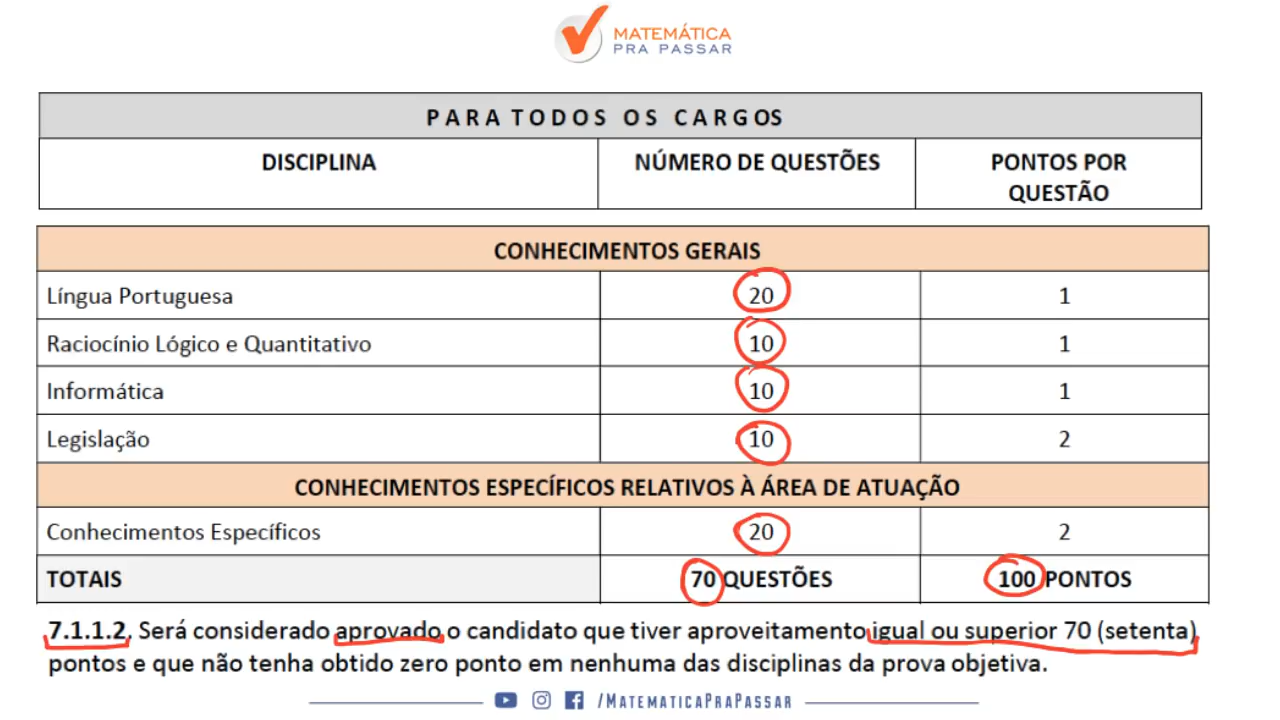 MATEMÁTICA
PRA PASSAR
PARA TODOS OS CARGOS
DISCIPLINA NÚMERO DE QUESTÕES PONTOS POR QUESTÃO
CONHECIMENTOS GERAIS
Língua Portuguesa 20 1
Raciocínio Lógico e Quantitativo 10 1
Informática 10 1
Legislação 10 2
CONHECIMENTOS ESPECÍFICOS RELATIVOS À ÁREA DE ATUAÇÃO
Conhecimentos Específicos 20 2
TOTAIS 70 QUESTÕES 100 PONTOS
7.1.1.2. Será considerado aprovado o candidato que tiver aproveitamento igual ou superior 70 (setenta)
pontos e que não tenha obtido zero ponto em nenhuma das disciplinas da prova objetiva.
/MATEMATICAPRAPASSAR